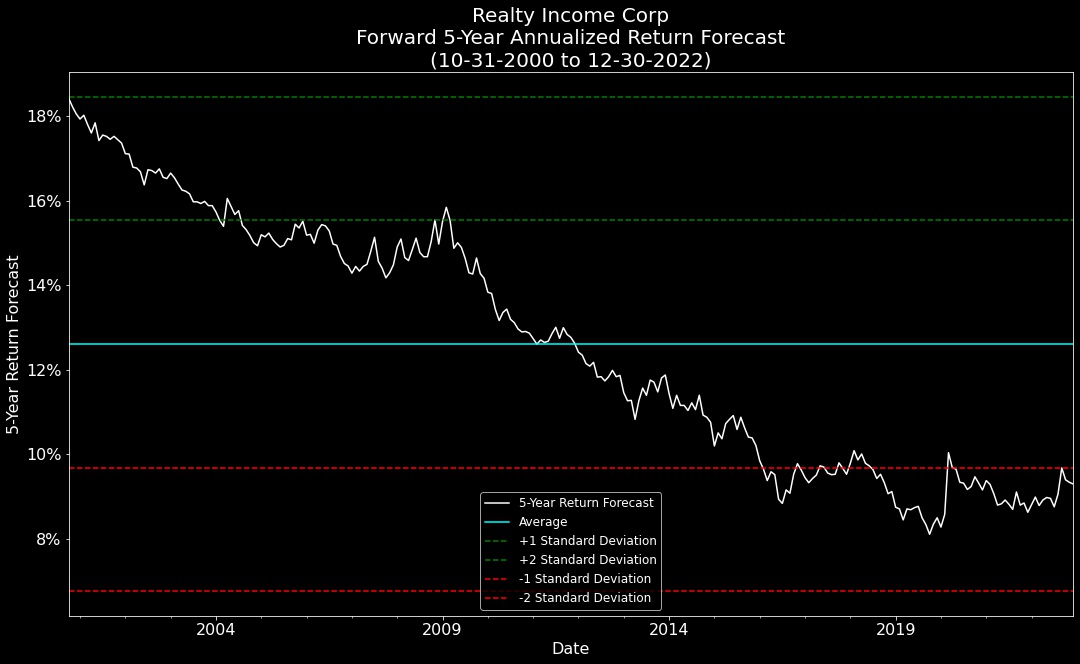 Realty Income Corp
Forward 5-Year Annualized Return Forecast
(10-31-2000 to 12-30-2022)
5-Year Return Forecast
18%
16%
14%
12%
10%
8%
5-Year Return Forecast
Average
+1 Standard Deviation
+2 Standard Deviation
-1 Standard Deviation
-2 Standard Deviation
2004
2009
2014
2019
Date